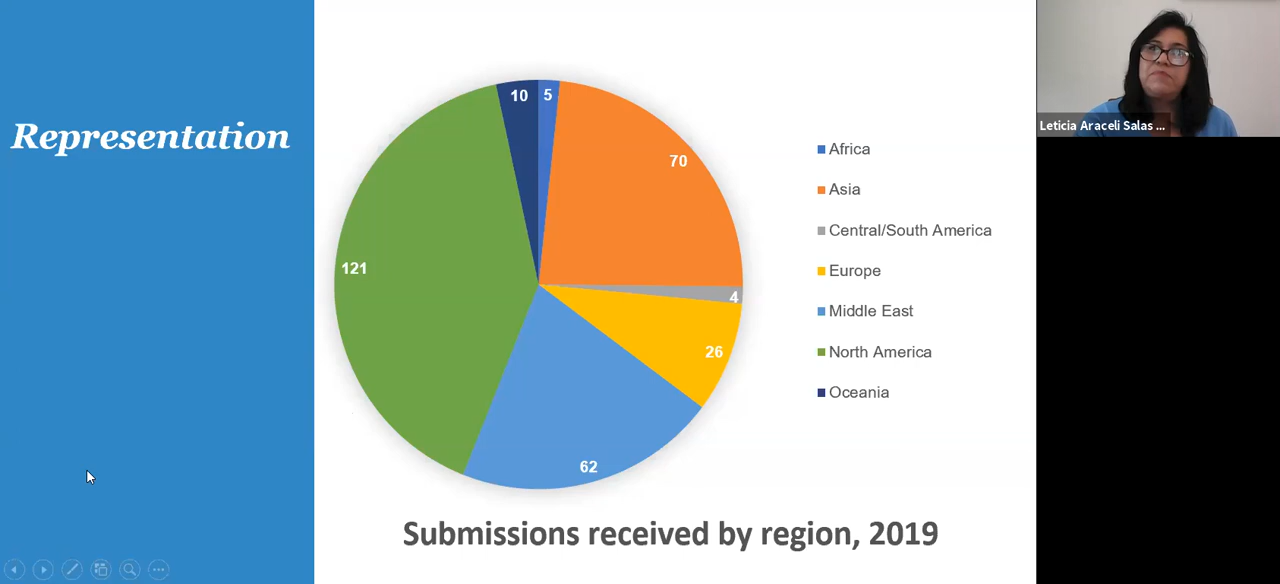 Representation
10
5
70
121
4
26
62
Africa
Asia
Central/South America
Europe
Middle East
North America
Oceania
Submissions received by region, 2019
Leticia Araceli Salas ...